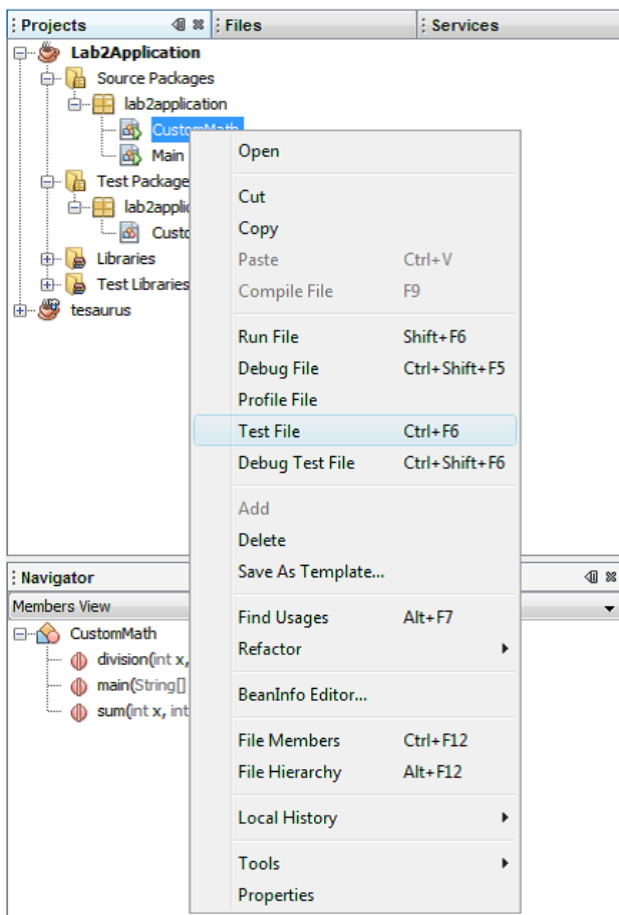 Projects Files Services
Lab2Application
Source Packages
lab2application
CustomMath
Main
Test Package
lab2appli
Custo
Libraries
Test Libraries
tesaurus
Open
Cut
Copy
Paste Ctrl+V
Compile File F9
Run File Shift+F6
Debug File Ctrl+Shift+F5
Profile File
Test File Ctrl+F6
Debug Test File Ctrl+Shift+F6
Add
Delete
Save As Template...
Find Usages Alt+F7
Refactor
BeanInfo Editor...
File Members Ctrl+F12
File Hierarchy Alt+F12
Local History
Tools
Properties
Navigator
Members View
CustomMath
division(int x,
main(String[]
sum(int x, int